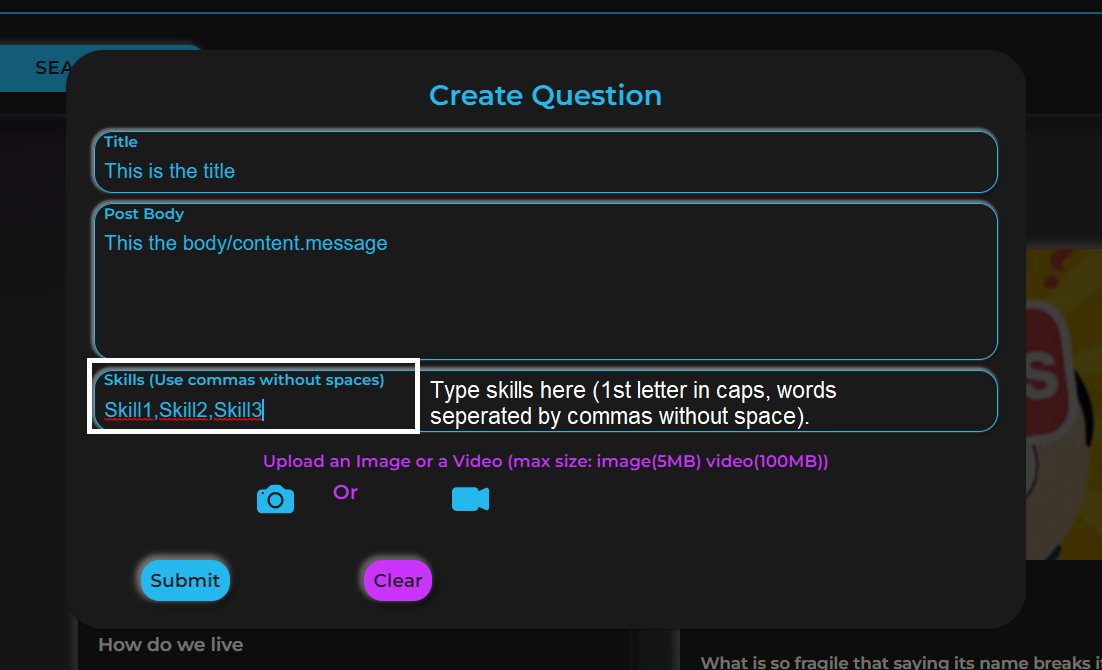 SEA
Create Question
Title
This is the title
Post Body
This the body/content.message
Skills (Use commas without spaces)
Skill1,Skill2,Skill3
Type skills here (1st letter in caps, words
seperated by commas without space).
Upload an Image or a Video (max size: image(5MB) video(100MB))
Or
Submit
Clear
How do we live
What is so fragile that saying its name breaks i